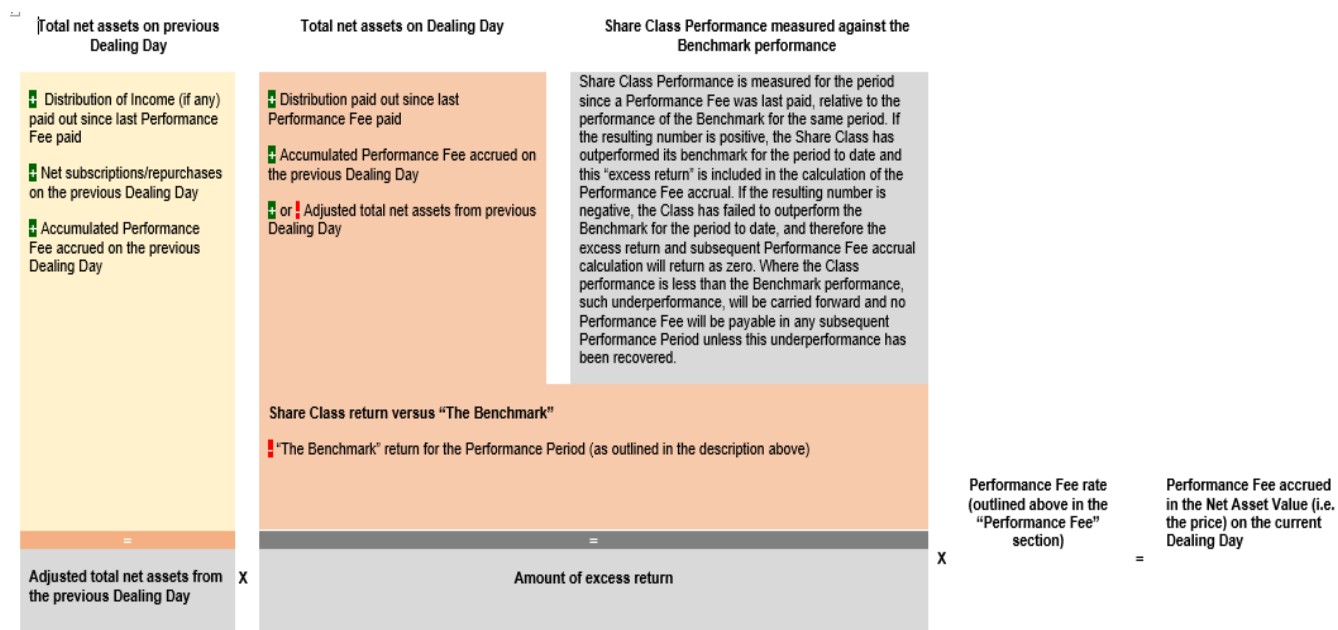 Total net assets on previous
Dealing Day
+ Distribution of Income (if any)
paid out since last Performance
Fee paid
+ Net subscriptions/repurchases
on the previous Dealing Day
+ Accumulated Performance
Fee accrued on the previous
Dealing Day
=
Adjusted total net assets from
the previous Dealing Day
X
Total net assets on Dealing Day
+ Distribution paid out since last
Performance Fee paid
+ Accumulated Performance Fee accrued on
the previous Dealing Day
+ or - Adjusted total net assets from previous
Dealing Day
Share Class Performance measured against the
Benchmark performance
Share Class Performance is measured for the period
since a Performance Fee was last paid, relative to the
performance of the Benchmark for the same period. If
the resulting number is positive, the Share Class has
outperformed its benchmark for the period to date and
this “excess return” is included in the calculation of the
Performance Fee accrual. If the resulting number is
negative, the Class has failed to outperform the
Benchmark for the period to date, and therefore the
excess return and subsequent Performance Fee accrual
calculation will return as zero. Where the Class
performance is less than the Benchmark performance,
such underperformance, will be carried forward and no
Performance Fee will be payable in any subsequent
Performance Period unless this underperformance has
been recovered.
Share Class return versus “The Benchmark”
- “The Benchmark” return for the Performance Period (as outlined in the description above)
=
Amount of excess return
X
Performance Fee rate
(outlined above in the
“Performance Fee”
section)
=
Performance Fee accrued
in the Net Asset Value (i.e.
the price) on the current
Dealing Day